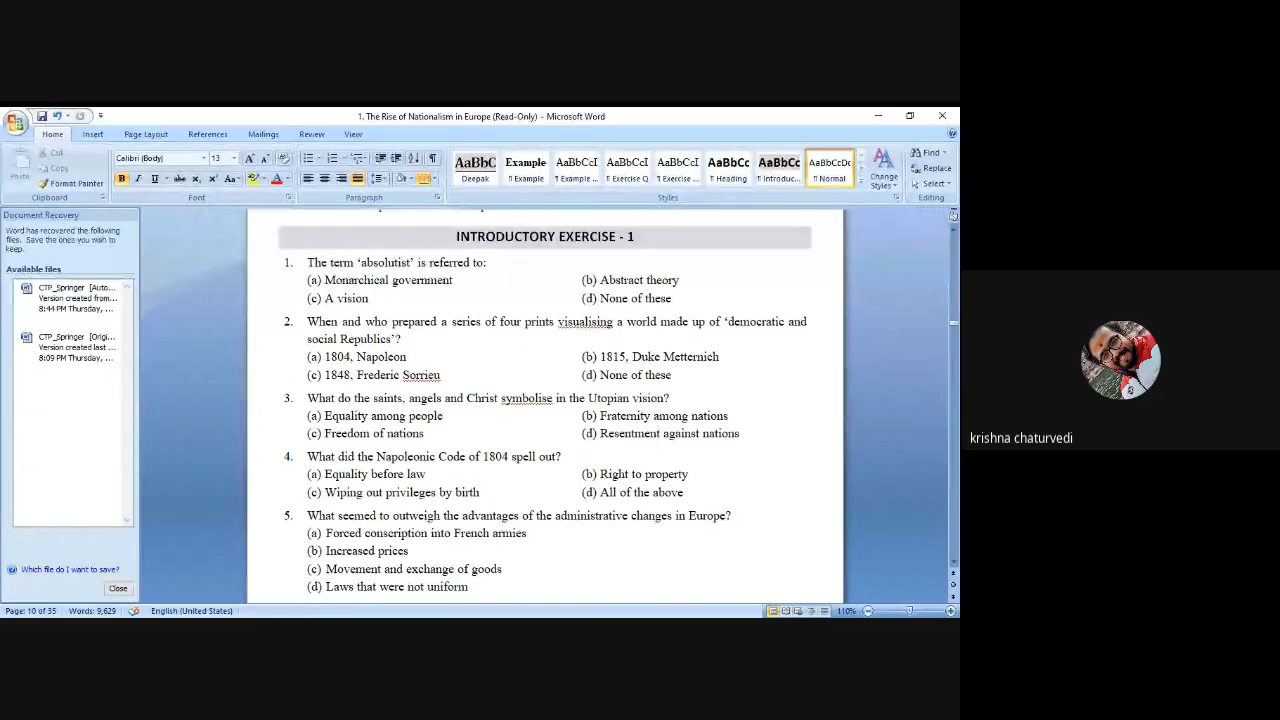 1. The Rise of Nationalism in Europe (Read-Only) - Microsoft Word
Home Insert Page Layout References Mailings Review View
Paste Cut Copy Format Painter
Calibri (Body) 13
AaBbC Example AaBbCcI AaBbCcI AaBbCcI AaBbCc AaBbCc AaBbCcDc
Deepak ¶ Example ¶ Example ... ¶ Exercise Q ¶ Exercise ... ¶ Heading ¶ Introduc... ¶ Normal
Change Styles
Find Replace Select
Clipboard Font Paragraph Styles Editing
Document Recovery
Word has recovered the following
files. Save the ones you wish to
keep.
Available files
CTP_Springer [Auto...
Version created from...
8:44 PM Thursday, ...
CTP_Springer [Origi...
Version created last ...
8:09 PM Thursday, ...
Which file do I want to save?
Close
INTRODUCTORY EXERCISE - 1
1. The term ‘absolutist’ is referred to:
(a) Monarchical government (b) Abstract theory
(c) A vision (d) None of these
2. When and who prepared a series of four prints visualising a world made up of ‘democratic and
social Republics’?
(a) 1804, Napoleon (b) 1815, Duke Metternich
(c) 1848, Frederic Sorrieu (d) None of these
3. What do the saints, angels and Christ symbolise in the Utopian vision?
(a) Equality among people (b) Fraternity among nations
(c) Freedom of nations (d) Resentment against nations
4. What did the Napoleonic Code of 1804 spell out?
(a) Equality before law (b) Right to property
(c) Wiping out privileges by birth (d) All of the above
5. What seemed to outweigh the advantages of the administrative changes in Europe?
(a) Forced conscription into French armies
(b) Increased prices
(c) Movement and exchange of goods
(d) Laws that were not uniform
Page: 10 of 35 Words: 9,629 English (United States) 110%
krishna chaturvedi